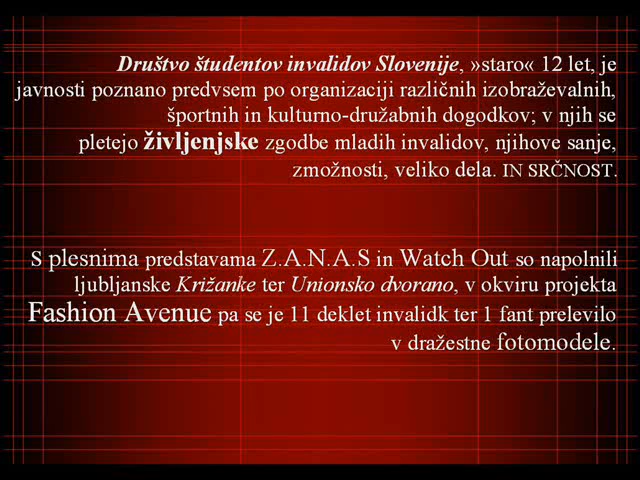 Društvo študentov invalidov Slovenije, »staro« 12 let, je
javnosti poznano predvsem po organizaciji različnih izobraževalnih,
športnih in kulturno-družabnih dogodkov; v njih se
pletejo življenjske zgodbe mladih invalidov, njihove sanje,
zmožnosti, veliko dela. IN SRČNOST.
S plesnima predstavama Z.A.N.A.S in Watch Out so napolnili
ljubljanske Križanke ter Unionsko dvorano, v okviru projekta
Fashion Avenue pa se je 11 deklet invalidk ter 1 fant prelevilo
v dražestne fotomodele.